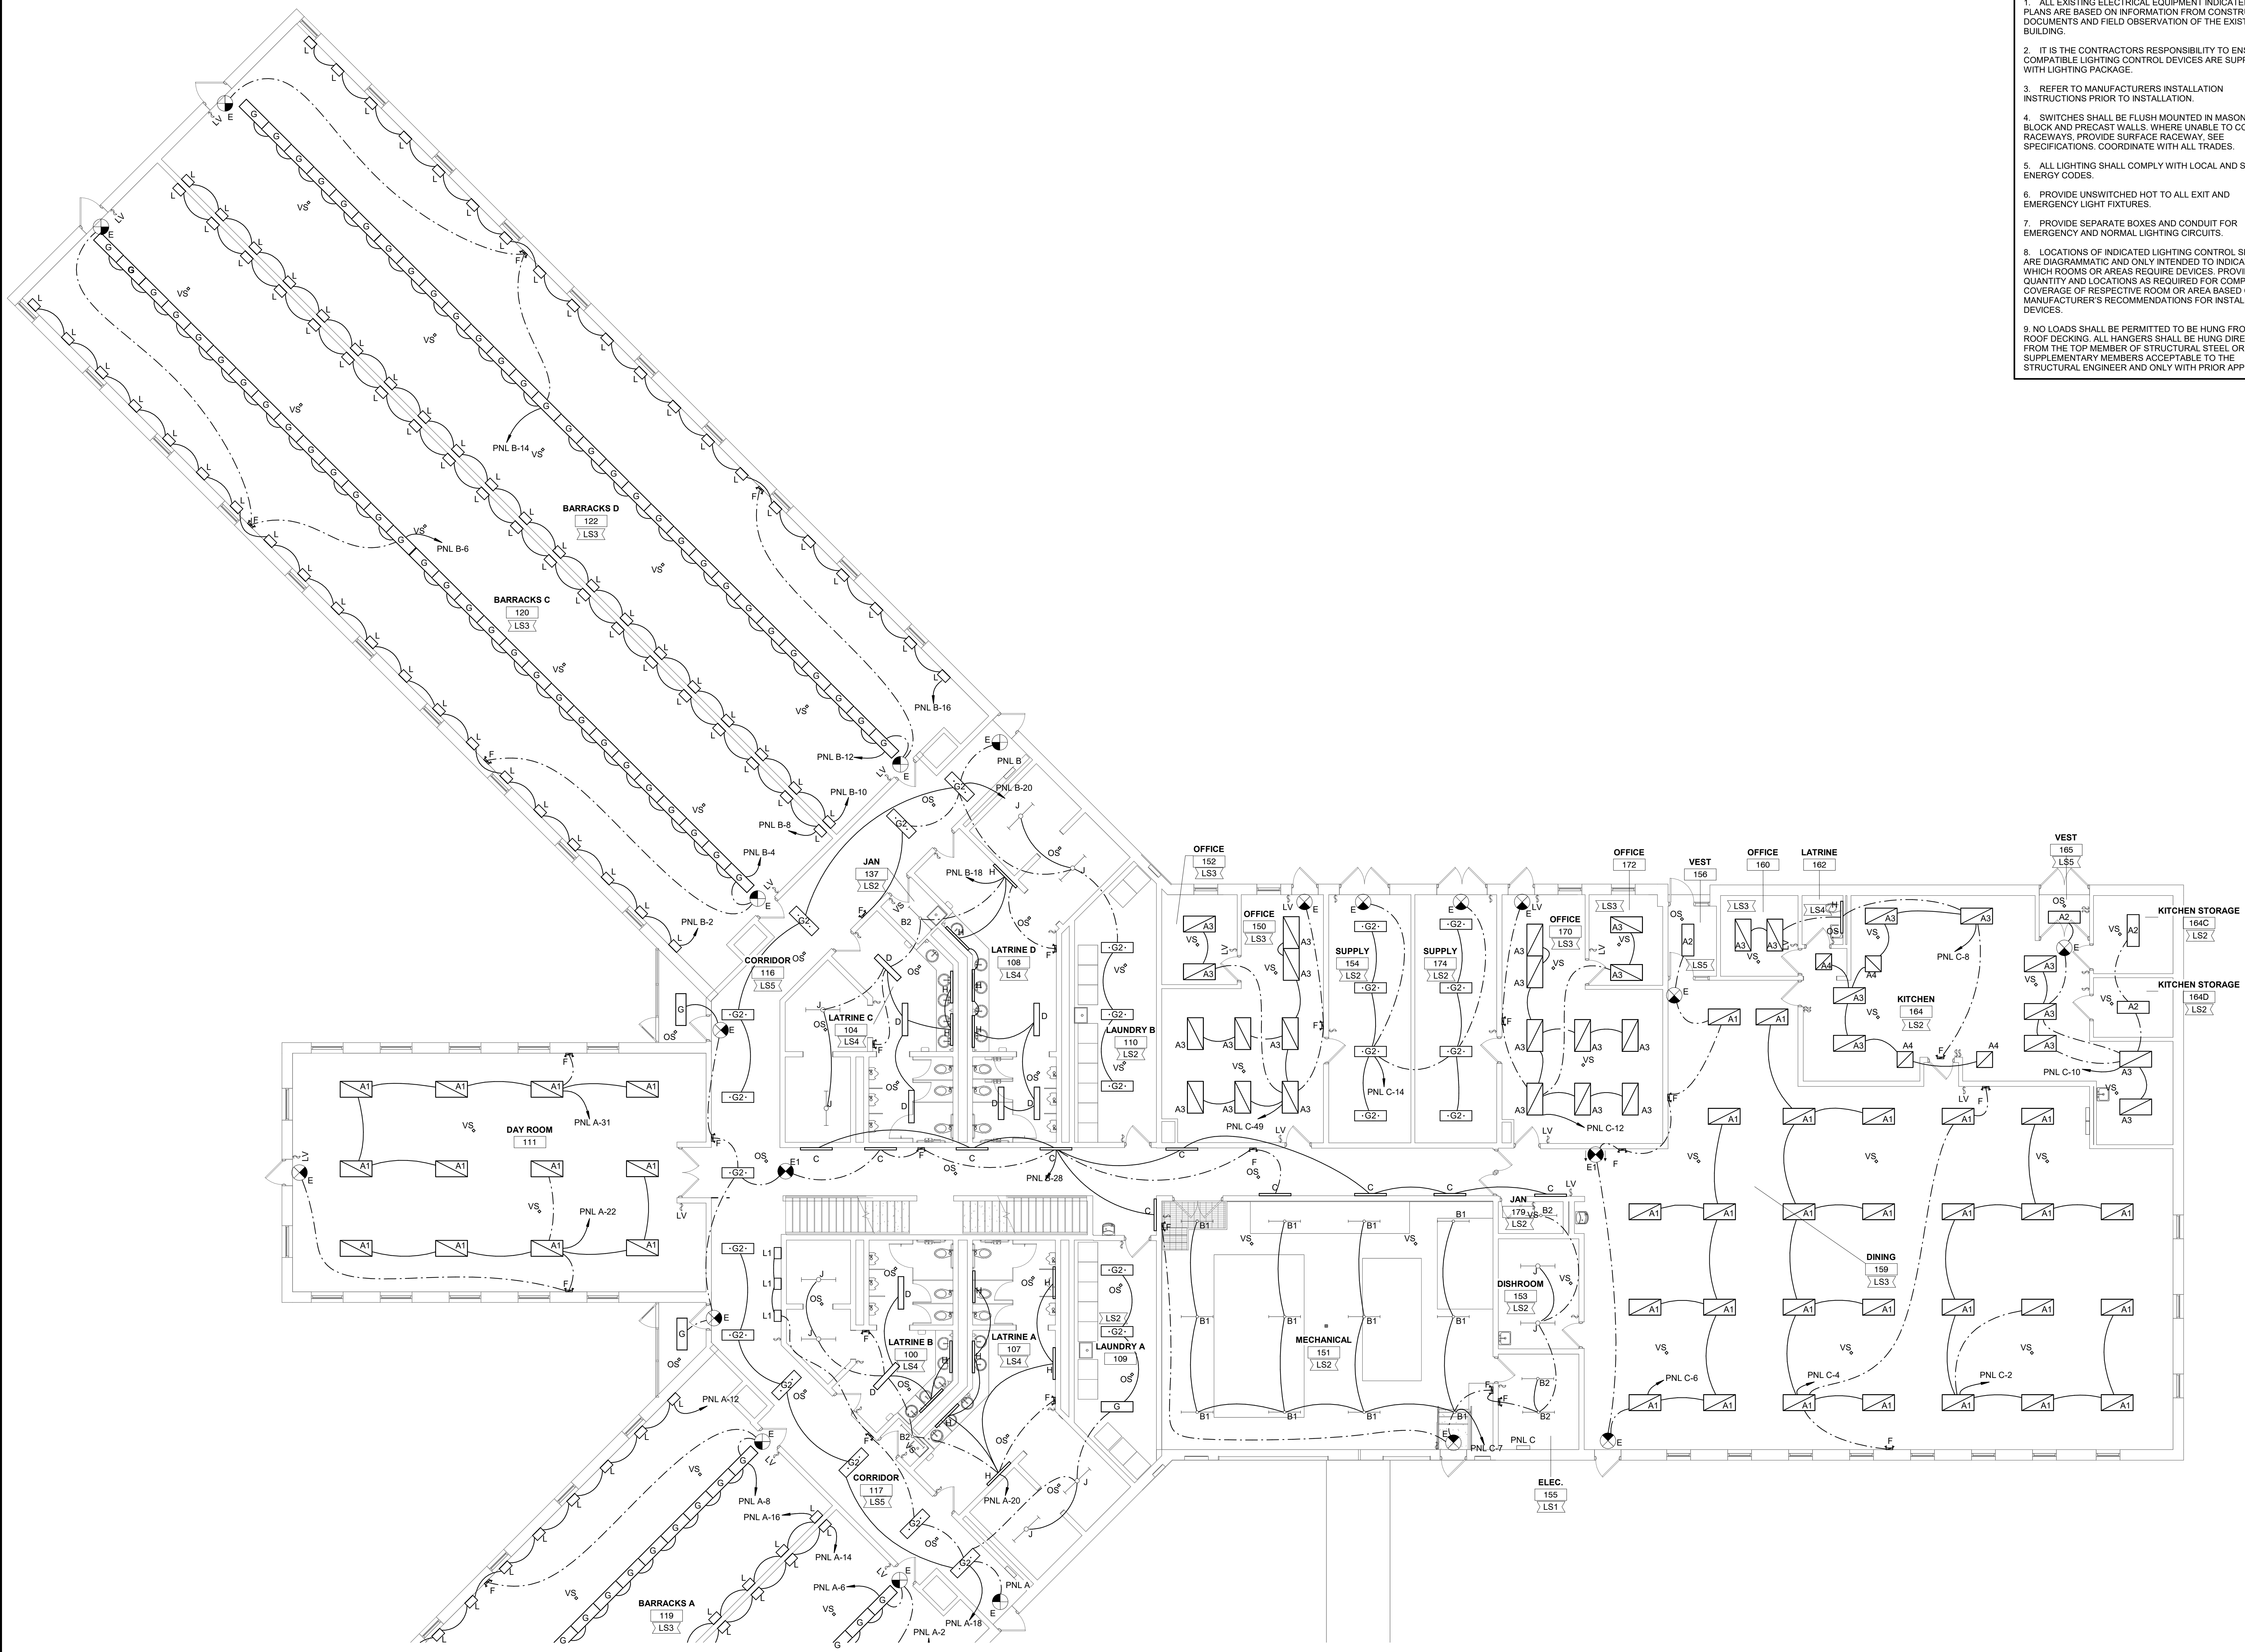 1. ALL EXISTING ELECTRICAL EQUIPMENT INDICATE
PLANS ARE BASED ON INFORMATION FROM CONSTRU
DOCUMENTS AND FIELD OBSERVATION OF THE EXIST
BUILDING.
2. IT IS THE CONTRACTORS RESPONSIBILITY TO ENS
COMPATIBLE LIGHTING CONTROL DEVICES ARE SUPP
WITH LIGHTING PACKAGE.
3. REFER TO MANUFACTURERS INSTALLATION
INSTRUCTIONS PRIOR TO INSTALLATION.
4. SWITCHES SHALL BE FLUSH MOUNTED IN MASON
BLOCK AND PRECAST WALLS. WHERE UNABLE TO CO
RACEWAYS, PROVIDE SURFACE RACEWAY, SEE
SPECIFICATIONS. COORDINATE WITH ALL TRADES.
5. ALL LIGHTING SHALL COMPLY WITH LOCAL AND S
ENERGY CODES.
6. PROVIDE UNSWITCHED HOT TO ALL EXIT AND
EMERGENCY LIGHT FIXTURES.
7. PROVIDE SEPARATE BOXES AND CONDUIT FOR
EMERGENCY AND NORMAL LIGHTING CIRCUITS.
8. LOCATIONS OF INDICATED LIGHTING CONTROL SE
ARE DIAGRAMMATIC AND ONLY INTENDED TO INDICA
WHICH ROOMS OR AREAS REQUIRE DEVICES. PROVI
QUANTITY AND LOCATIONS AS REQUIRED FOR COMP
COVERAGE OF RESPECTIVE ROOM OR AREA BASED O
MANUFACTURER'S RECOMMENDATIONS FOR INSTAL
DEVICES.
9. NO LOADS SHALL BE PERMITTED TO BE HUNG FRO
ROOF DECKING. ALL HANGERS SHALL BE HUNG DIRE
FROM THE TOP MEMBER OF STRUCTURAL STEEL OR
SUPPLEMENTARY MEMBERS ACCEPTABLE TO THE
STRUCTURAL ENGINEER AND ONLY WITH PRIOR APP
PNL B-14
BARRACKS D
122
LS3
PNL B-6
BARRACKS C
120
LS3
PNL B-16
PNL B-12
PNL B
PNL B-20
PNL B-10
PNL B-8
PNL B-4
PNL B-2
JAN
137
LS2
PNL B-18
CORRIDOR
116
LS5
LATRINE D
108
LS4
LATRINE C
104
LS4
LAUNDRY B
110
LS2
OFFICE
152
LS3
OFFICE
150
LS3
SUPPLY
154
LS2
SUPPLY
174
LS2
OFFICE
170
LS3
OFFICE
172
LS3
VEST
156
LS5
OFFICE
160
LS3
LATRINE
162
LS4
VEST
165
LS5
KITCHEN STORAGE
164C
LS2
KITCHEN STORAGE
164D
LS2
KITCHEN
164
LS2
PNL C-8
PNL C-10
PNL C-14
PNL C-49
PNL C-12
DAY ROOM
111
PNL A-31
PNL A-22
PNL B-28
JAN
179
LS2
DISHROOM
153
LS2
MECHANICAL
151
LS2
DINING
159
LS3
PNL C-6
PNL C-4
PNL C-2
PNL C-7
PNL C
ELEC.
155
LS1
LATRINE B
100
LS4
LATRINE A
107
LS4
LS2
LAUNDRY A
109
PNL A-12
PNL A-8
PNL A-16
PNL A-14
PNL A-6
CORRIDOR
117
LS5
PNL A-20
PNL A
PNL A-18
PNL A-2
BARRACKS A
119
LS3